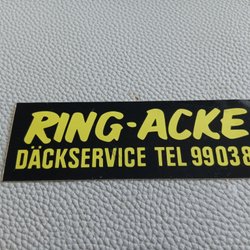 RING-ACKE
DÄCKSERVICE TEL 99038